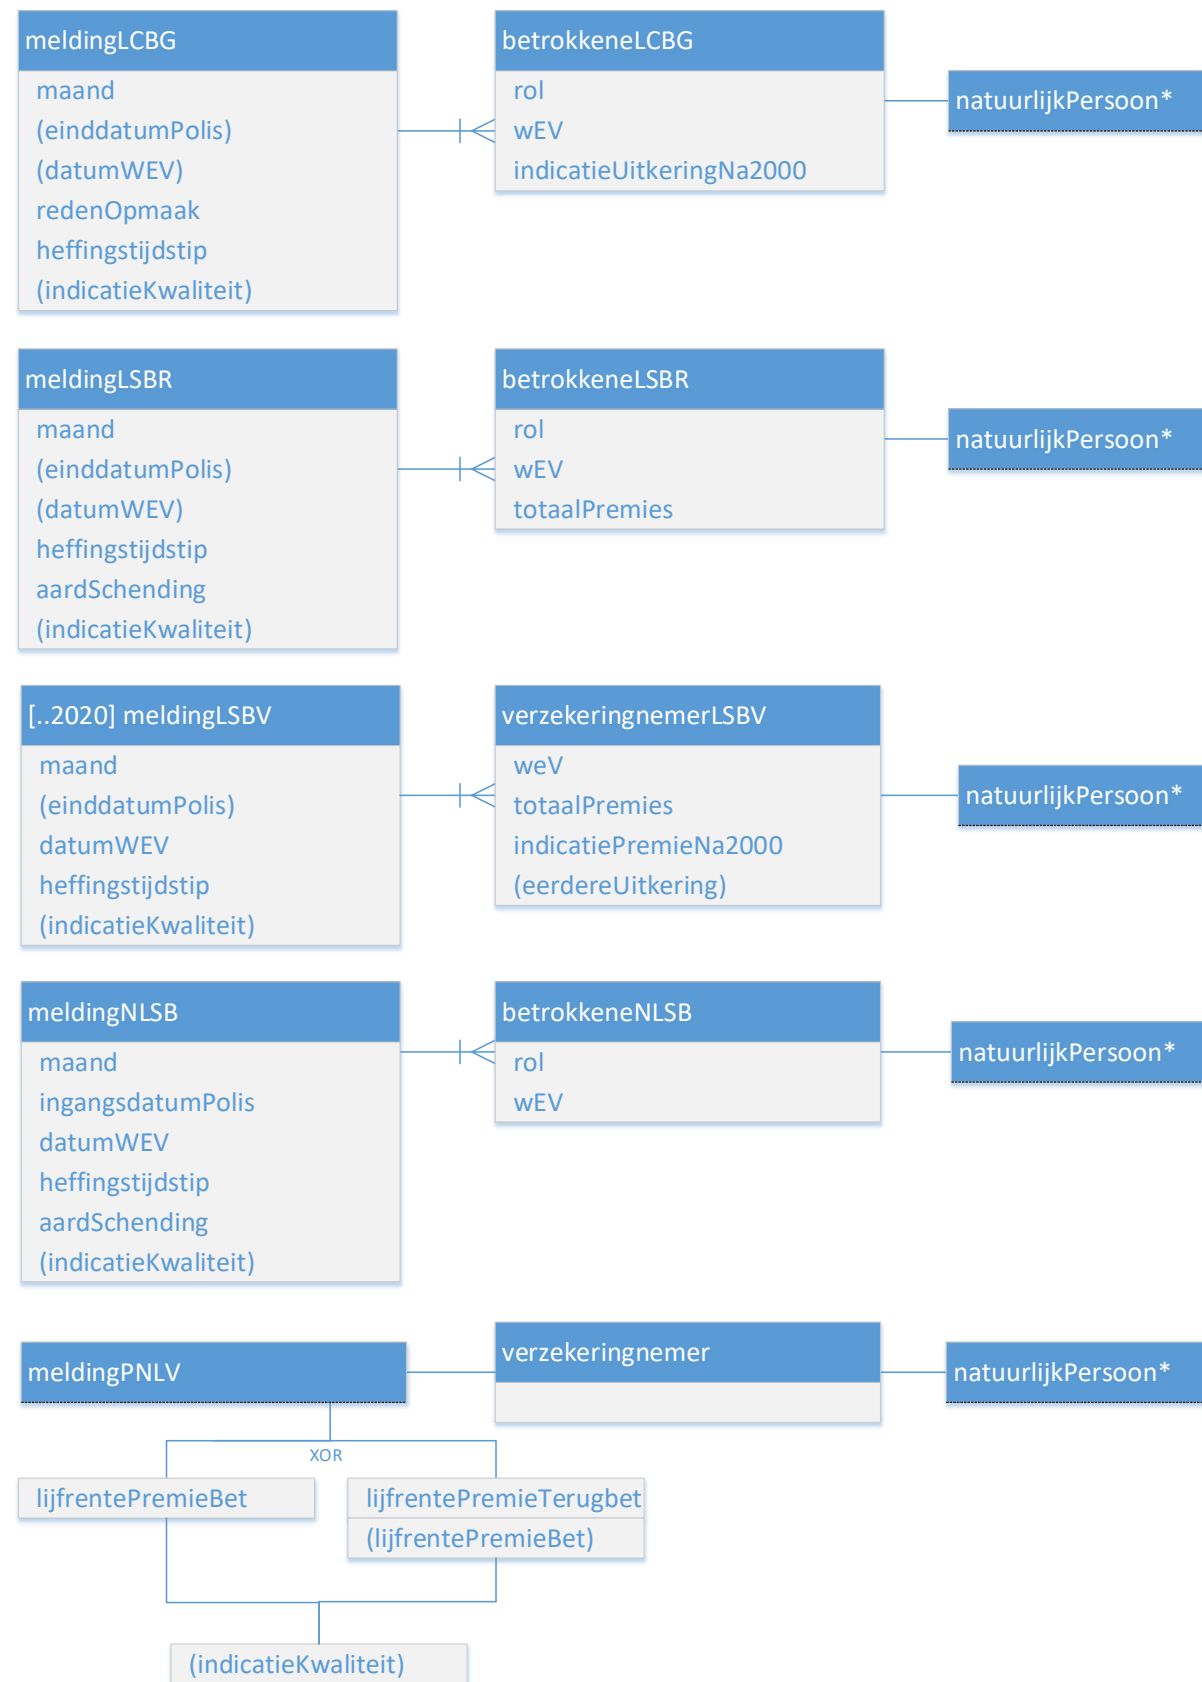 meldingLCBG
maand
(einddatumPolis)
(datumWEV)
redenOpmaak
heffingstijdstip
(indicatieKwaliteit)
betrokkeneLCBG
rol
wEV
indicatieUitkeringNa2000
natuurlijkPersoon*
meldingLSBR
maand
(einddatumPolis)
(datumWEV)
heffingstijdstip
aardSchending
(indicatieKwaliteit)
betrokkeneLSBR
rol
wEV
totaalPremies
natuurlijkPersoon*
[..2020] meldingLSBV
maand
(einddatumPolis)
datumWEV
heffingstijdstip
(indicatieKwaliteit)
verzekeringnemerLSBV
weV
totaalPremies
indicatiePremieNa2000
(eerdereUitkering)
natuurlijkPersoon*
meldingNLSB
maand
ingangsdatumPolis
datumWEV
heffingstijdstip
aardSchending
(indicatieKwaliteit)
betrokkeneNLSB
rol
wEV
natuurlijkPersoon*
meldingPNLV
verzekeringnemer
natuurlijkPersoon*
XOR
lijfrentePremieBet
lijfrentePremieTerugbet
(lijfrentePremieBet)
(indicatieKwaliteit)